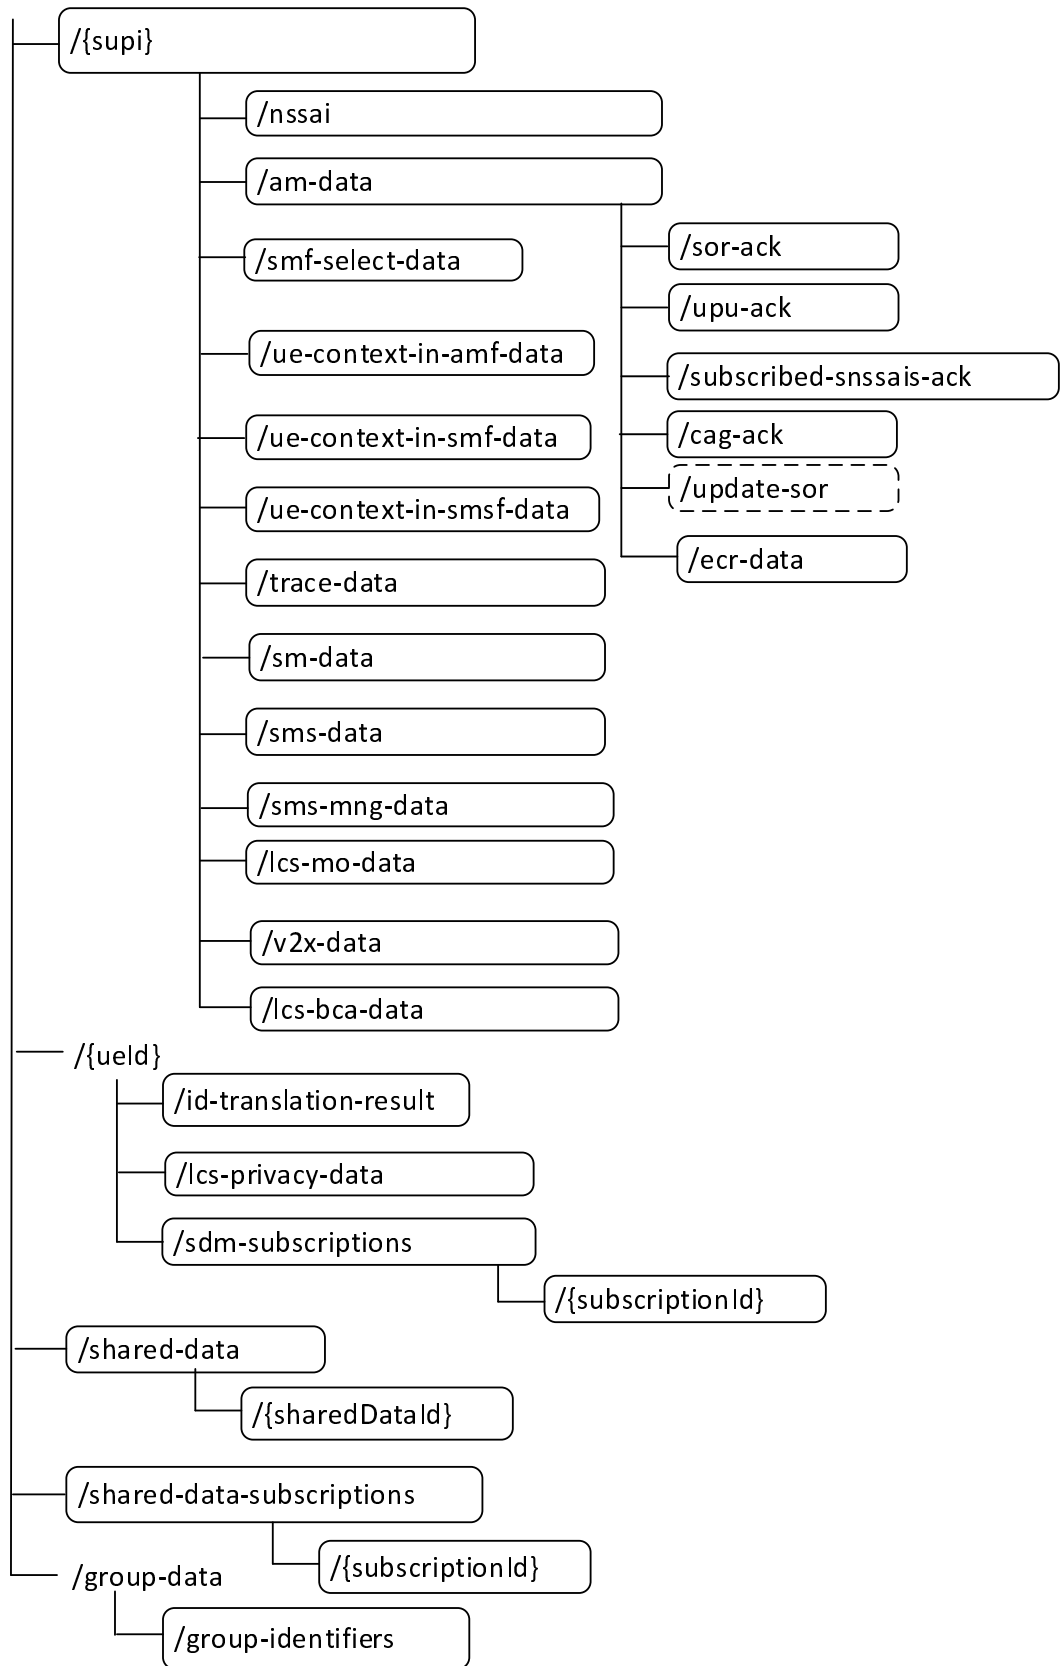 /{supi}
/nssai
/am-data
/sor-ack
/smf-select-data
/upu-ack
/ue-context-in-amf-data
/subscribed-snssais-ack
/ue-context-in-smf-data
/cag-ack
/update-sor
/ue-context-in-smsf-data
/ecr-data
/trace-data
/sm-data
/sms-data
/sms-mng-data
/lcs-mo-data
/v2x-data
/lcs-bca-data
/{ueId}
/id-translation-result
/lcs-privacy-data
/sdm-subscriptions
/{subscriptionId}
/shared-data
/{sharedDataId}
/shared-data-subscriptions
/{subscriptionId}
/group-data
/group-identifiers